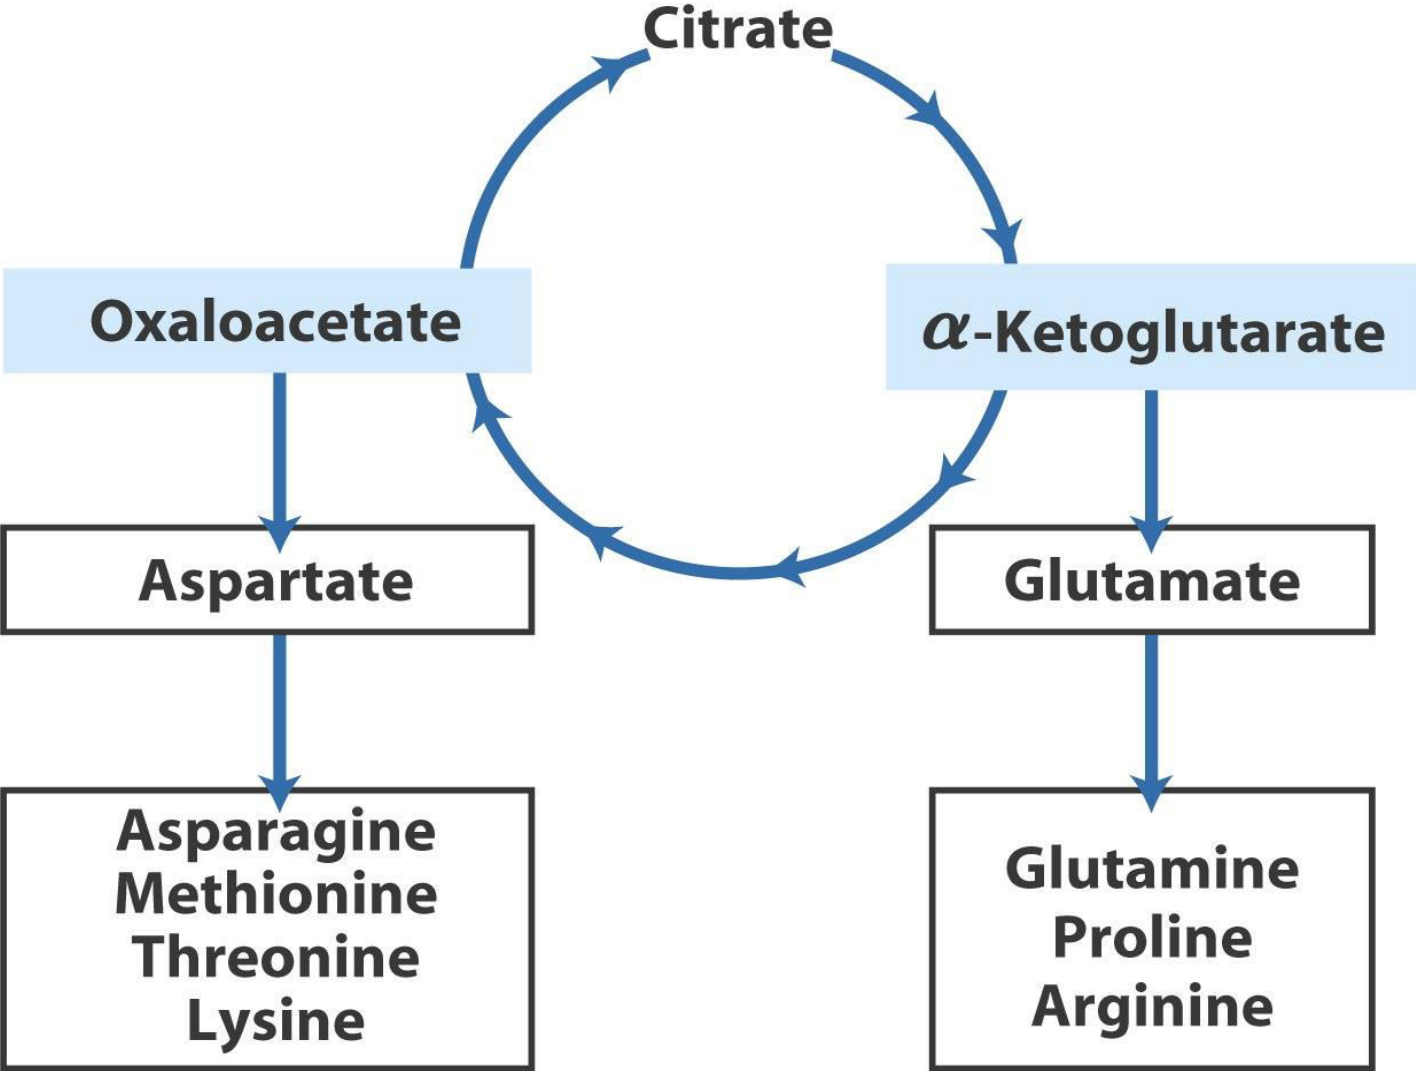 Citrate
Oxaloacetate
α-Ketoglutarate
Aspartate
Glutamate
Asparagine
Methionine
Threonine
Lysine
Glutamine
Proline
Arginine